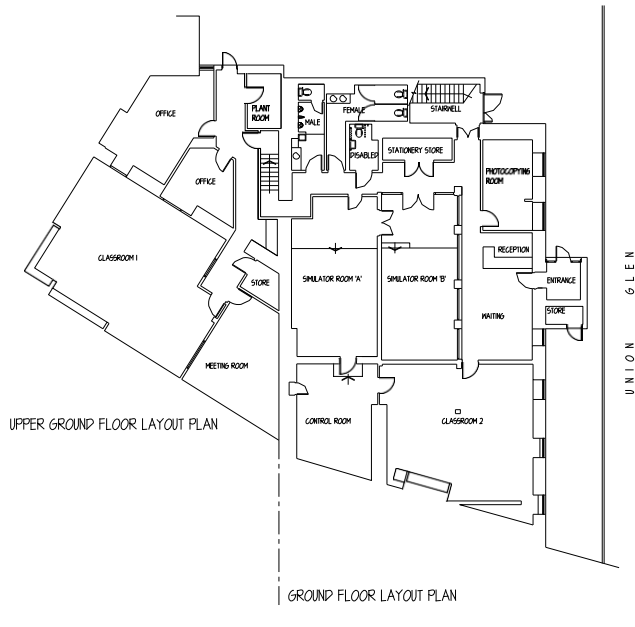 OFFICE
PLANT
ROOM
MALE
FEMALE
STAIRWELL
DISABLED
STATIONERY STORE
PHOTOCOPYING
ROOM
OFFICE
RECEPTION
CLASSROOM 1
STORE
SIMULATOR ROOM 'A'
SIMULATOR ROOM 'B'
ENTRANCE
STORE
WAITING
UNION GLEN
MEETING ROOM
UPPER GROUND FLOOR LAYOUT PLAN
CONTROL ROOM
CLASSROOM 2
GROUND FLOOR LAYOUT PLAN